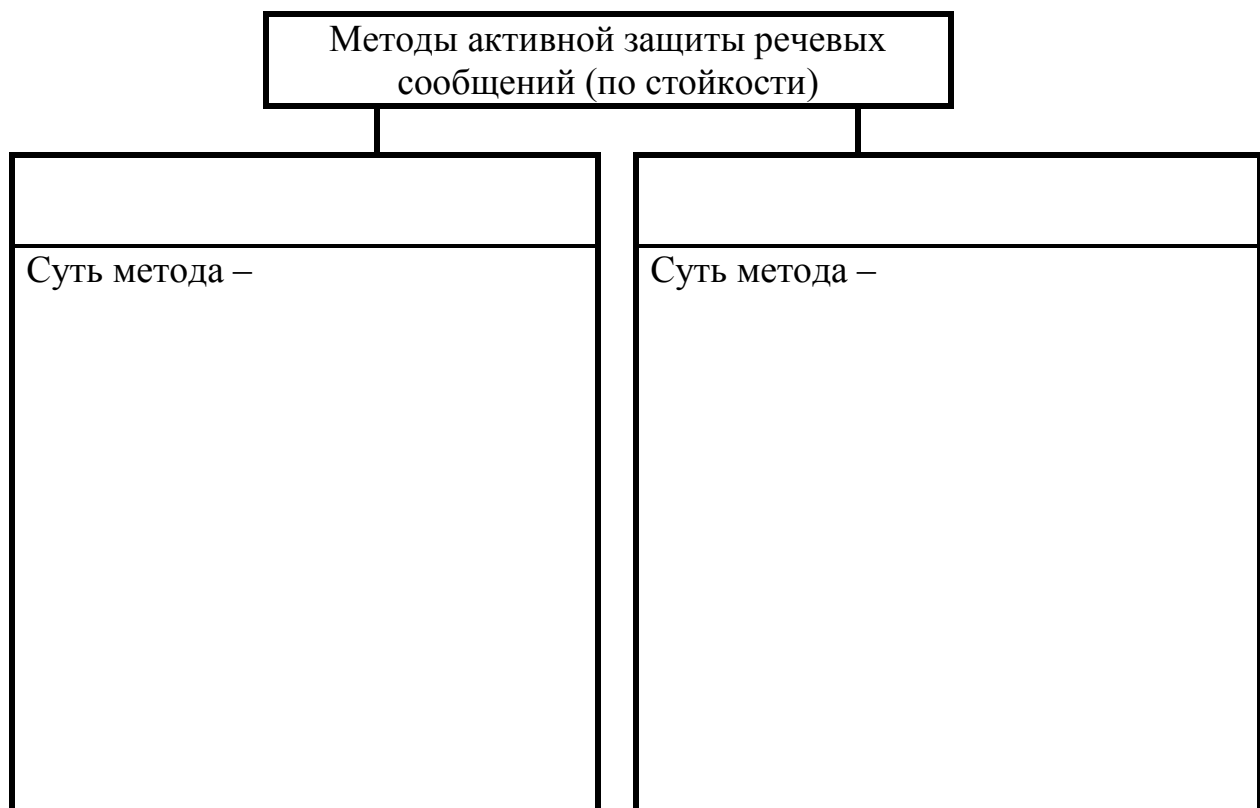 Методы активной защиты речевых
сообщений (по стойкости)
Суть метода –
Суть метода –